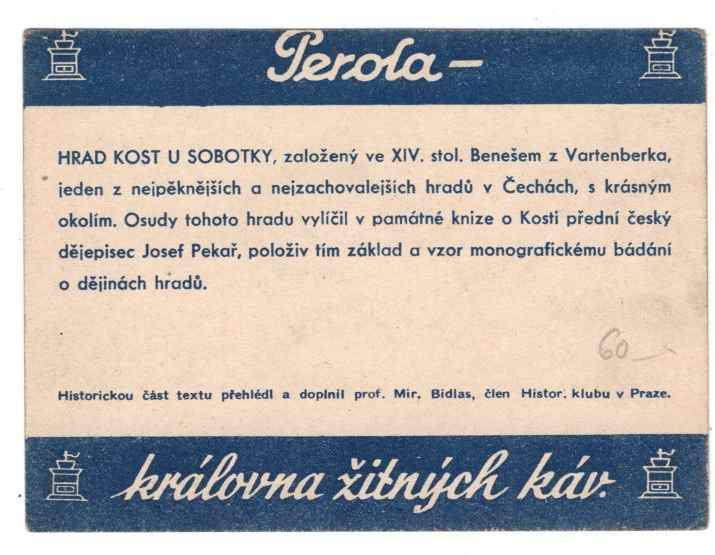 Perola –
HRAD KOST U SOBOTKY, založený ve XIV. stol. Benešem z Vartenberka,
jeden z nejpěknějších a nejzachovalejších hradů v Čechách, s krásným
okolím. Osudy tohoto hradu vylíčil v památné knize o Kosti přední český
dějepisec Josef Pekař, položiv tím základ a vzor monografickému bádání
o dějinách hradů.
60
Historickou část textu přehlédl a doplnil prof. Mir. Bidlas, člen Histor. klubu v Praze.
královna žitných káv.